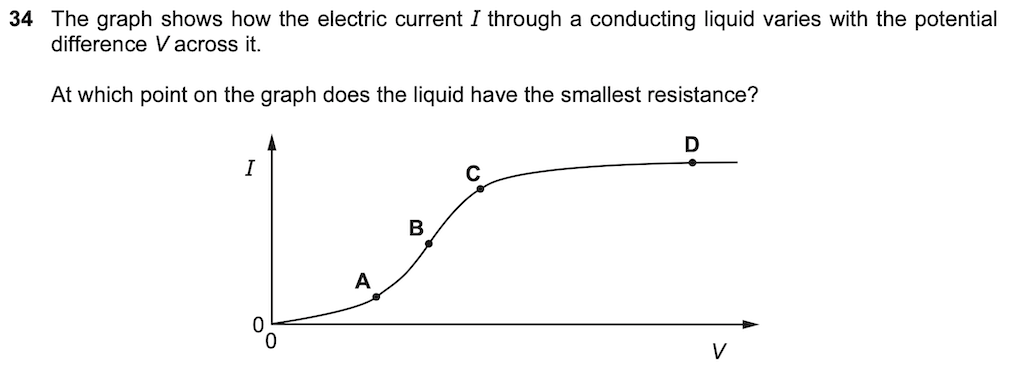 34 The graph shows how the electric current I through a conducting liquid varies with the potential
difference V across it.
At which point on the graph does the liquid have the smallest resistance?
D
I
C
B
A
0
0
V